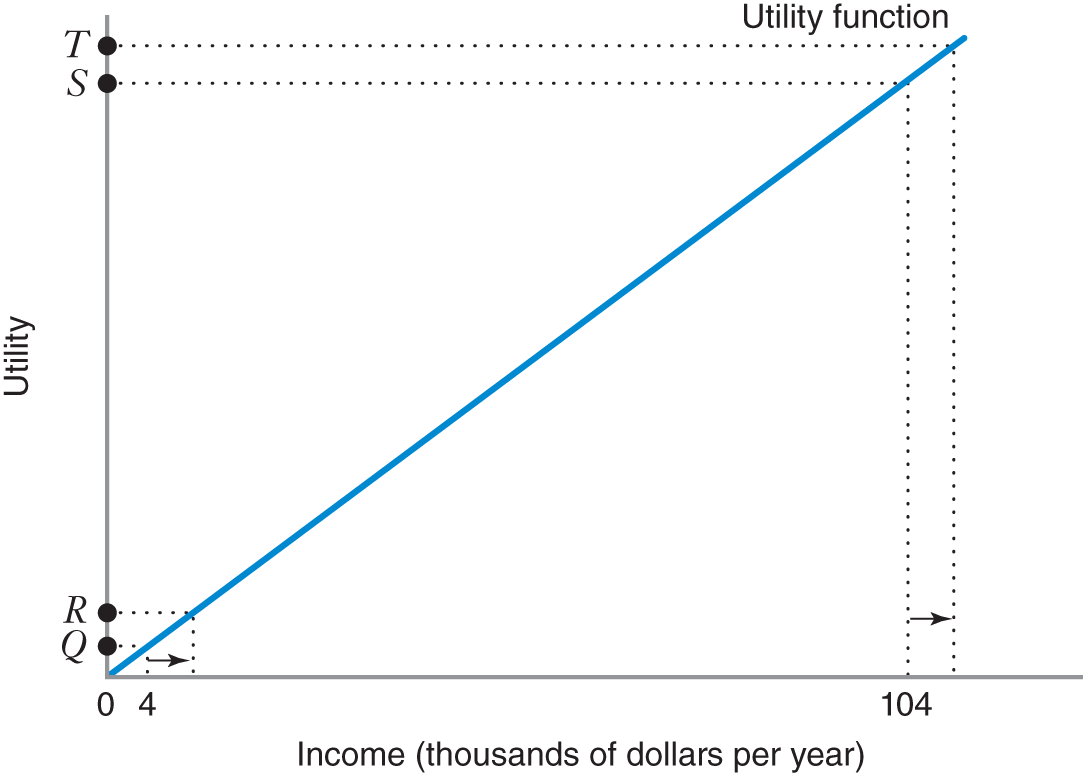 Utility function
T
S
Utility
R
Q
0 4 104
Income (thousands of dollars per year)